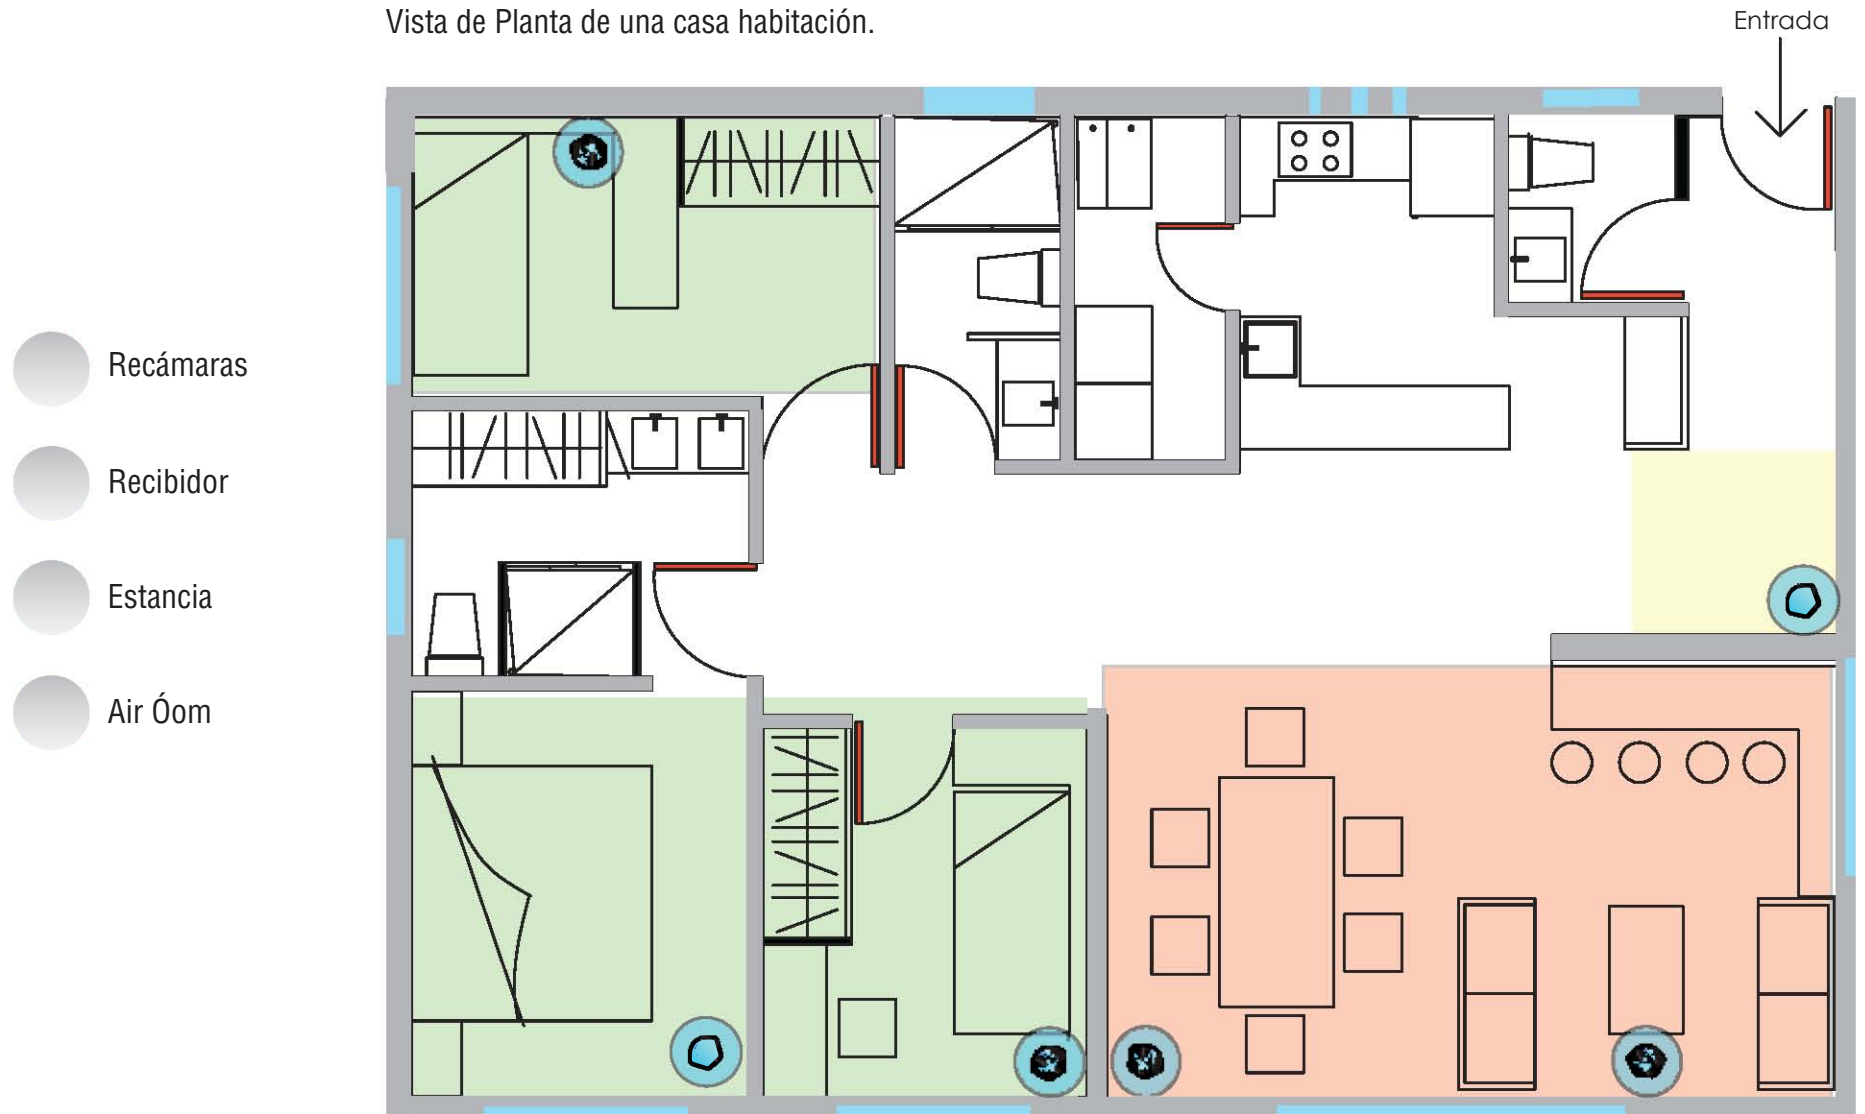 Vista de Planta de una casa habitación.
Entrada
Recámaras
Recibidor
Estancia
Air Óom